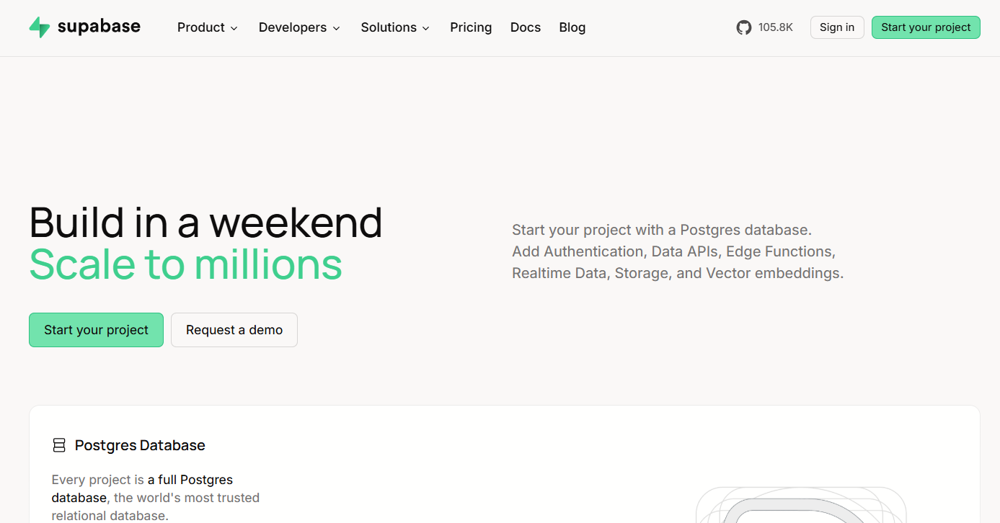 supabase
Product
Developers
Solutions
Pricing
Docs
Blog
105.8K
Sign in
Start your project
Build in a weekend
Scale to millions
Start your project with a Postgres database.
Add Authentication, Data APIs, Edge Functions,
Realtime Data, Storage, and Vector embeddings.
Start your project
Request a demo
Postgres Database
Every project is a full Postgres
database, the world's most trusted
relational database.